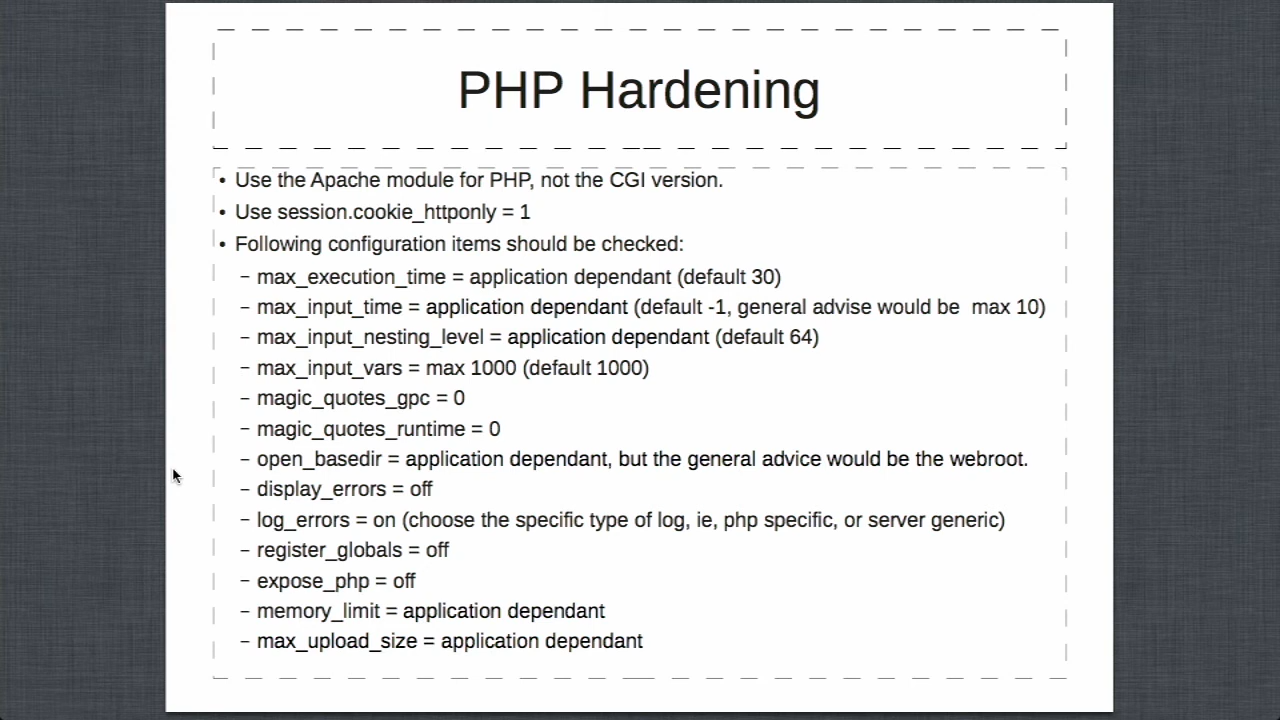 PHP Hardening
• Use the Apache module for PHP, not the CGI version.
• Use session.cookie_httponly = 1
• Following configuration items should be checked:
– max_execution_time = application dependant (default 30)
– max_input_time = application dependant (default -1, general advise would be  max 10)
– max_input_nesting_level = application dependant (default 64)
– max_input_vars = max 1000 (default 1000)
– magic_quotes_gpc = 0
– magic_quotes_runtime = 0
– open_basedir = application dependant, but the general advice would be the webroot.
– display_errors = off
– log_errors = on (choose the specific type of log, ie, php specific, or server generic)
– register_globals = off
– expose_php = off
– memory_limit = application dependant
– max_upload_size = application dependant